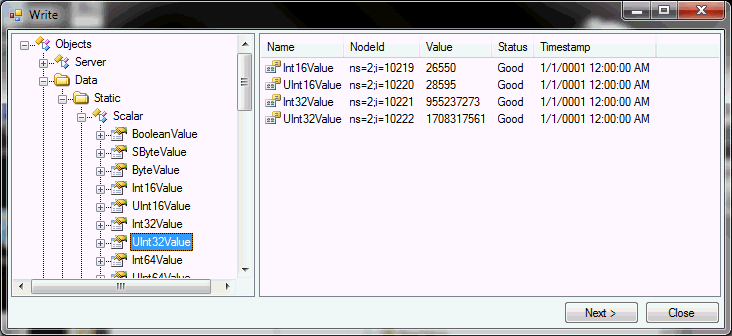 Write
Objects
Server
Data
Static
Scalar
BooleanValue
SByteValue
ByteValue
Int16Value
UInt16Value
Int32Value
UInt32Value
Int64Value
UInt64Value
Name NodeId Value Status Timestamp
Int16Value ns=2;i=10219 26550 Good 1/1/0001 12:00:00 AM
UInt16Value ns=2;i=10220 28595 Good 1/1/0001 12:00:00 AM
Int32Value ns=2;i=10221 955237273 Good 1/1/0001 12:00:00 AM
UInt32Value ns=2;i=10222 1708317561 Good 1/1/0001 12:00:00 AM
Next > Close